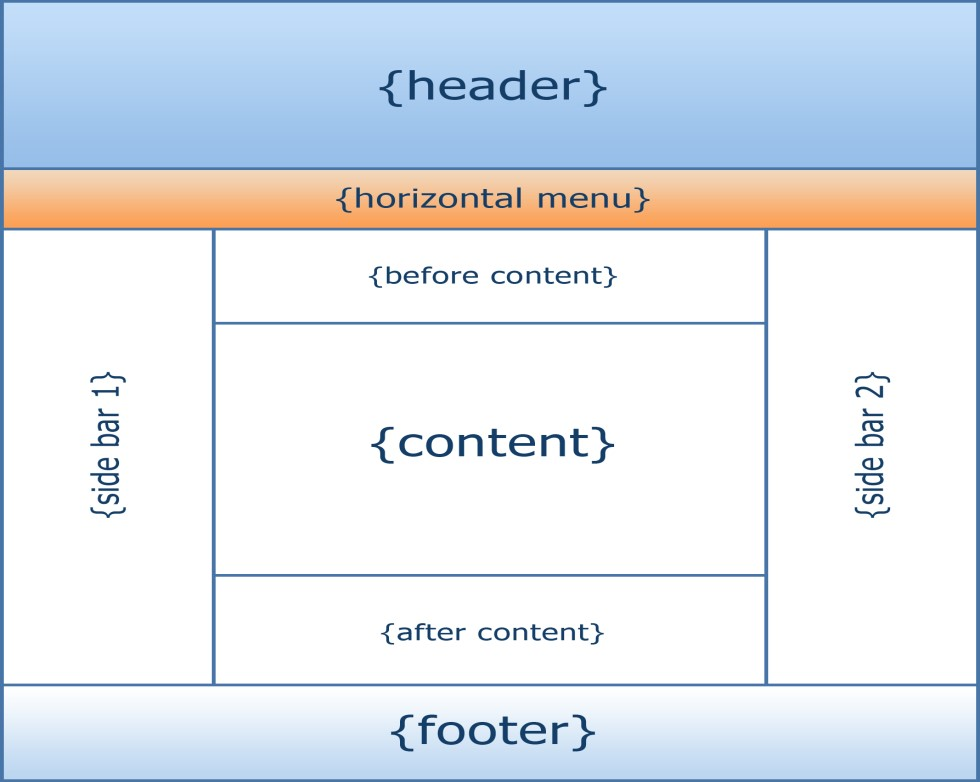 {header}
{horizontal menu}
{before content}
{side bar 1}
{content}
{side bar 2}
{after content}
{footer}